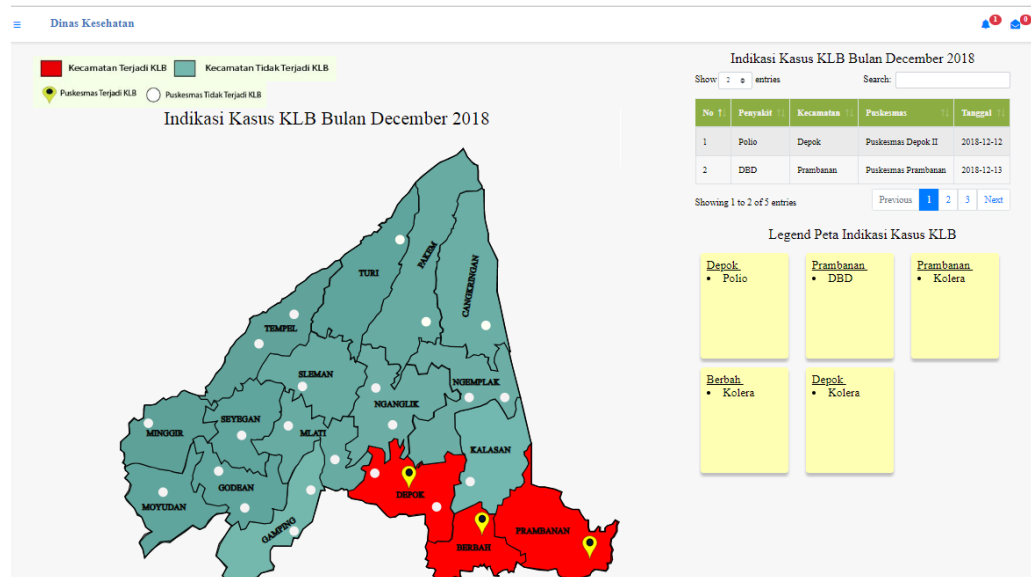 Dinas Kesehatan
1
0
Kecamatan Terjadi KLB
Kecamatan Tidak Terjadi KLB
Puskesmas Terjadi KLB
Puskesmas Tidak Terjadi KLB
Indikasi Kasus KLB Bulan December 2018
TURI
PAKEM
CANGKRINGAN
TEMPEL
SLEMAN
NGEMPLAK
NGANGLIK
SEYEGAN
MINGGIR
MLATI
KALASAN
GODEAN
DEPOK
MOYUDAN
GAMPING
PRAMBANAN
BERBAH
Indikasi Kasus KLB Bulan December 2018
Show 2 entries Search:
No Penyakit Kecamatan Puskesmas Tanggal
1 Polio Depok Puskesmas Depok II 2018-12-12
2 DBD Prambanan Puskesmas Prambanan 2018-12-13
Showing 1 to 2 of 5 entries
Previous 1 2 3 Next
Legend Peta Indikasi Kasus KLB
Depok
• Polio
Prambanan
• DBD
Prambanan
• Kolera
Berbah
• Kolera
Depok
• Kolera